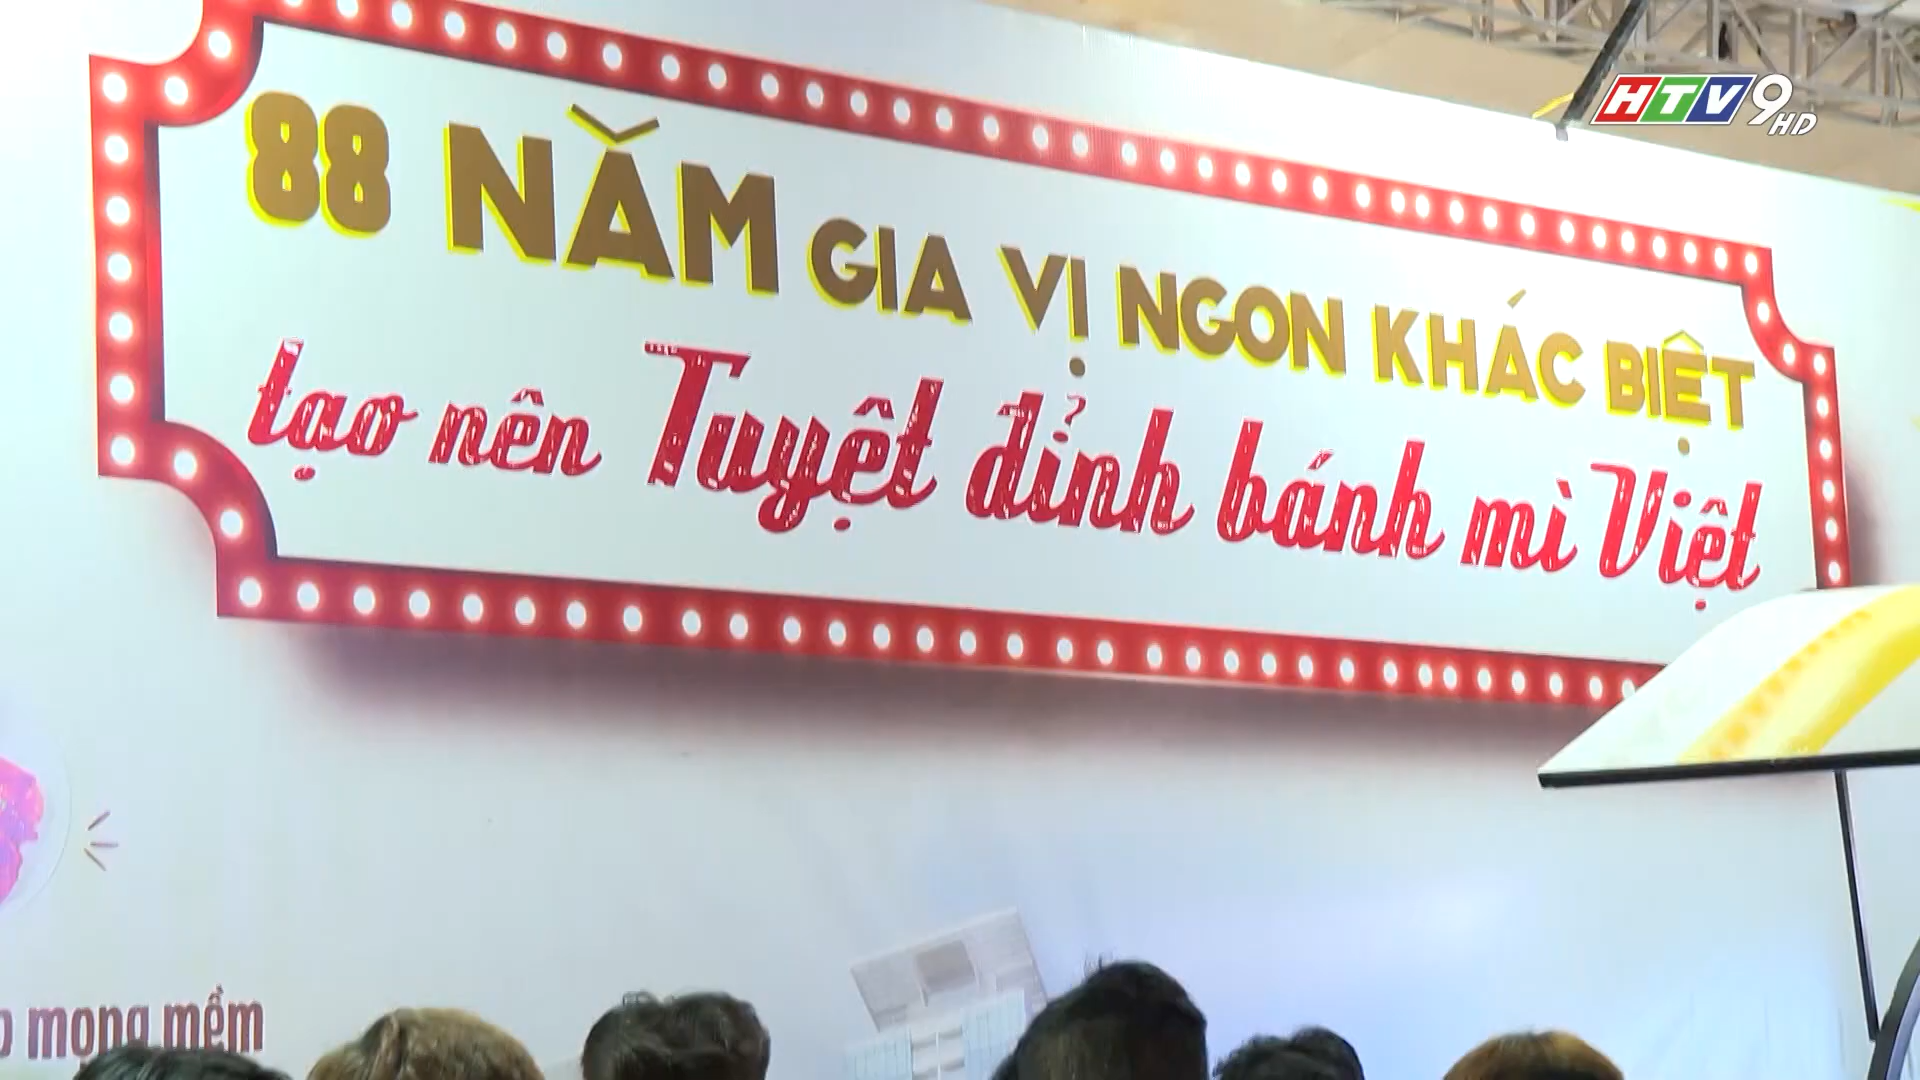 HTV9 HD
88 NĂM GIA VỊ NGON KHÁC BIỆT
tạo nên Tuyệt đỉnh bánh mì Việt
mọng mềm